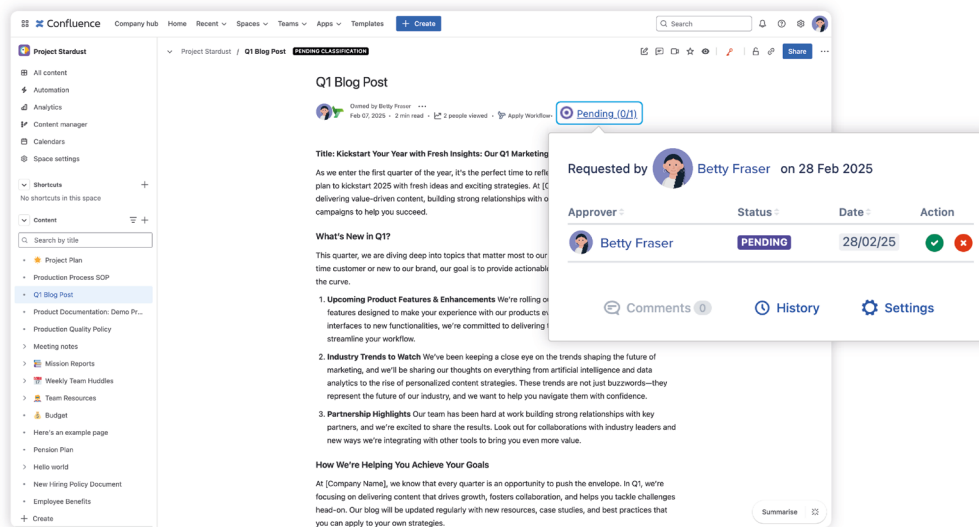 Confluence Company hub Home Recent Spaces Teams Apps Templates + Create Search
Project Stardust
All content
Automation
Analytics
Content manager
Calendars
Space settings
Shortcuts
No shortcuts in this space
Content
Search by title
Project Plan
Production Process SOP
Q1 Blog Post
Product Documentation: Demo Pr...
Production Quality Policy
Meeting notes
Mission Reports
Weekly Team Huddles
Team Resources
Budget
Here's an example page
Pension Plan
Hello world
New Hiring Policy Document
Employee Benefits
+ Create
Project Stardust / Q1 Blog Post PENDING CLASSIFICATION Share
Q1 Blog Post
Owned by Betty Fraser
Feb 07, 2025 • 2 min read • 2 people viewed • Apply Workflow•
Pending (0/1)
Title: Kickstart Your Year with Fresh Insights: Our Q1 Marketing
As we enter the first quarter of the year, it's the perfect time to refle
plan to kickstart 2025 with fresh ideas and exciting strategies. At [C
delivering value-driven content, building strong relationships with o
campaigns to help you succeed.
What's New in Q1?
This quarter, we are diving deep into topics that matter most to our
time customer or new to our brand, our goal is to provide actionable
the curve.
1. Upcoming Product Features & Enhancements We're rolling ou
features designed to make your experience with our products ev
interfaces to new functionalities, we're committed to delivering
streamline your workflow.
2. Industry Trends to Watch We've been keeping a close eye on the trends shaping the future of
marketing, and we'll be sharing our thoughts on everything from artificial intelligence and data
analytics to the rise of personalized content strategies. These trends are not just buzzwords—they
represent the future of our industry, and we want to help you navigate them with confidence.
3. Partnership Highlights Our team has been hard at work building strong relationships with key
partners, and we're excited to share the results. Look out for collaborations with industry leaders and
new ways we're integrating with other tools to bring you even more value.
How We're Helping You Achieve Your Goals
At [Company Name], we know that every quarter is an opportunity to push the envelope. In Q1, we're
focusing on delivering content that drives growth, fosters collaboration, and helps you tackle challenges
head-on. Our blog will be updated regularly with new resources, case studies, and best practices that
you can apply to your own strategies.
Requested by Betty Fraser on 28 Feb 2025
Approver Status Date Action
Betty Fraser PENDING 28/02/25
Comments 0 History Settings
Summarise